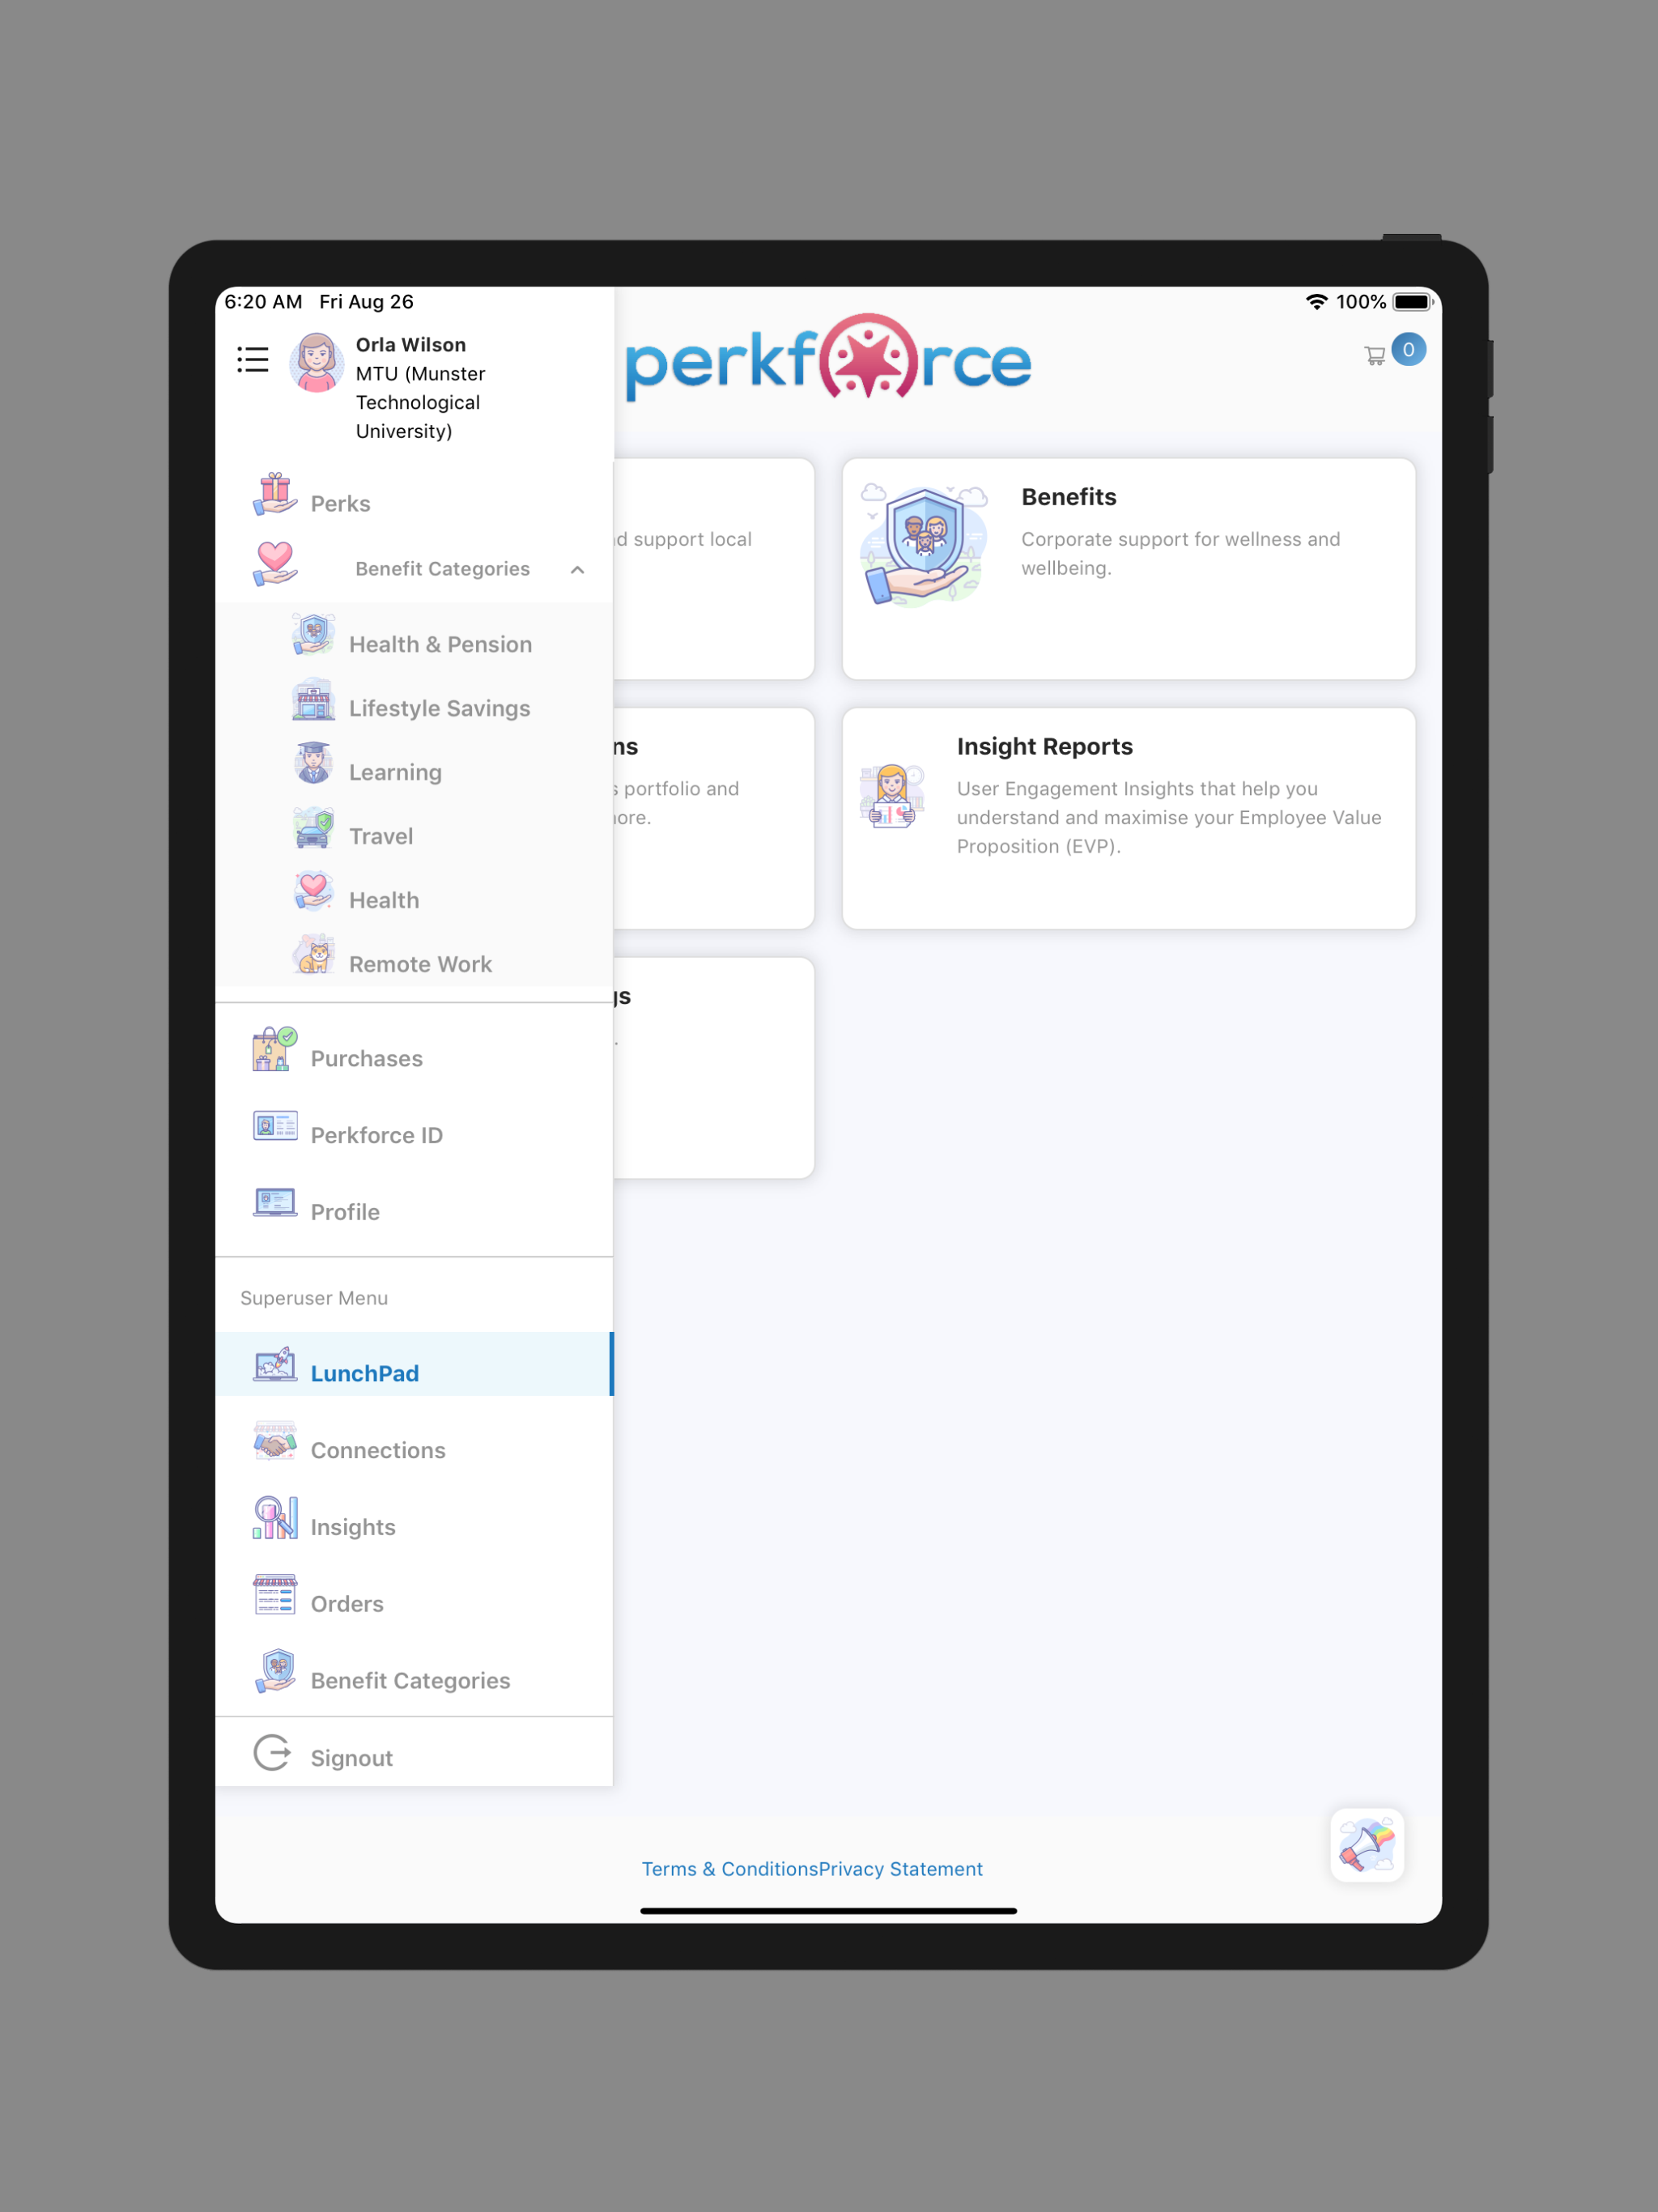 6:20 AM Fri Aug 26
100%
Orla Wilson
MTU (Munster
Technological
University)
perkforce
0
Perks
Benefit Categories
Health & Pension
Lifestyle Savings
Learning
Travel
Health
Remote Work
Purchases
Perkforce ID
Profile
Superuser Menu
LunchPad
Connections
Insights
Orders
Benefit Categories
Signout
support local
Benefits
Corporate support for wellness and
wellbeing.
portfolio and
Insight Reports
User Engagement Insights that help you
understand and maximise your Employee Value
Proposition (EVP).
Terms & ConditionsPrivacy Statement